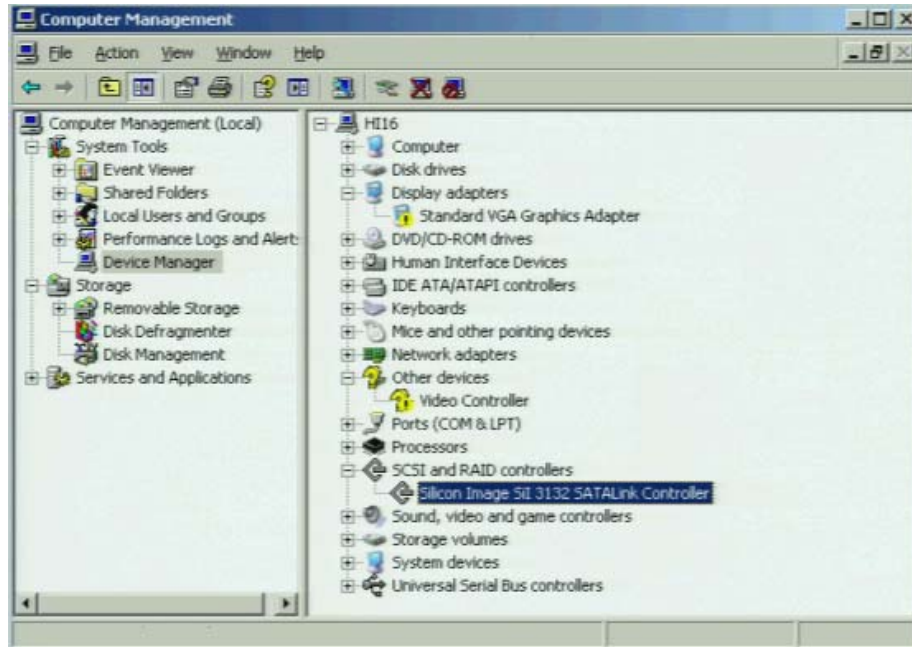 Computer Management
File Action View Window Help
Computer Management (Local)
System Tools
Event Viewer
Shared Folders
Local Users and Groups
Performance Logs and Alert
Device Manager
Storage
Removable Storage
Disk Defragmenter
Disk Management
Services and Applications
HI16
Computer
Disk drives
Display adapters
Standard VGA Graphics Adapter
DVD/CD-ROM drives
Human Interface Devices
IDE ATA/ATAPI controllers
Keyboards
Mice and other pointing devices
Network adapters
Other devices
Video Controller
Ports (COM & LPT)
Processors
SCSI and RAID controllers
Silicon Image SiI 3132 SATALink Controller
Sound, video and game controllers
Storage volumes
System devices
Universal Serial Bus controllers